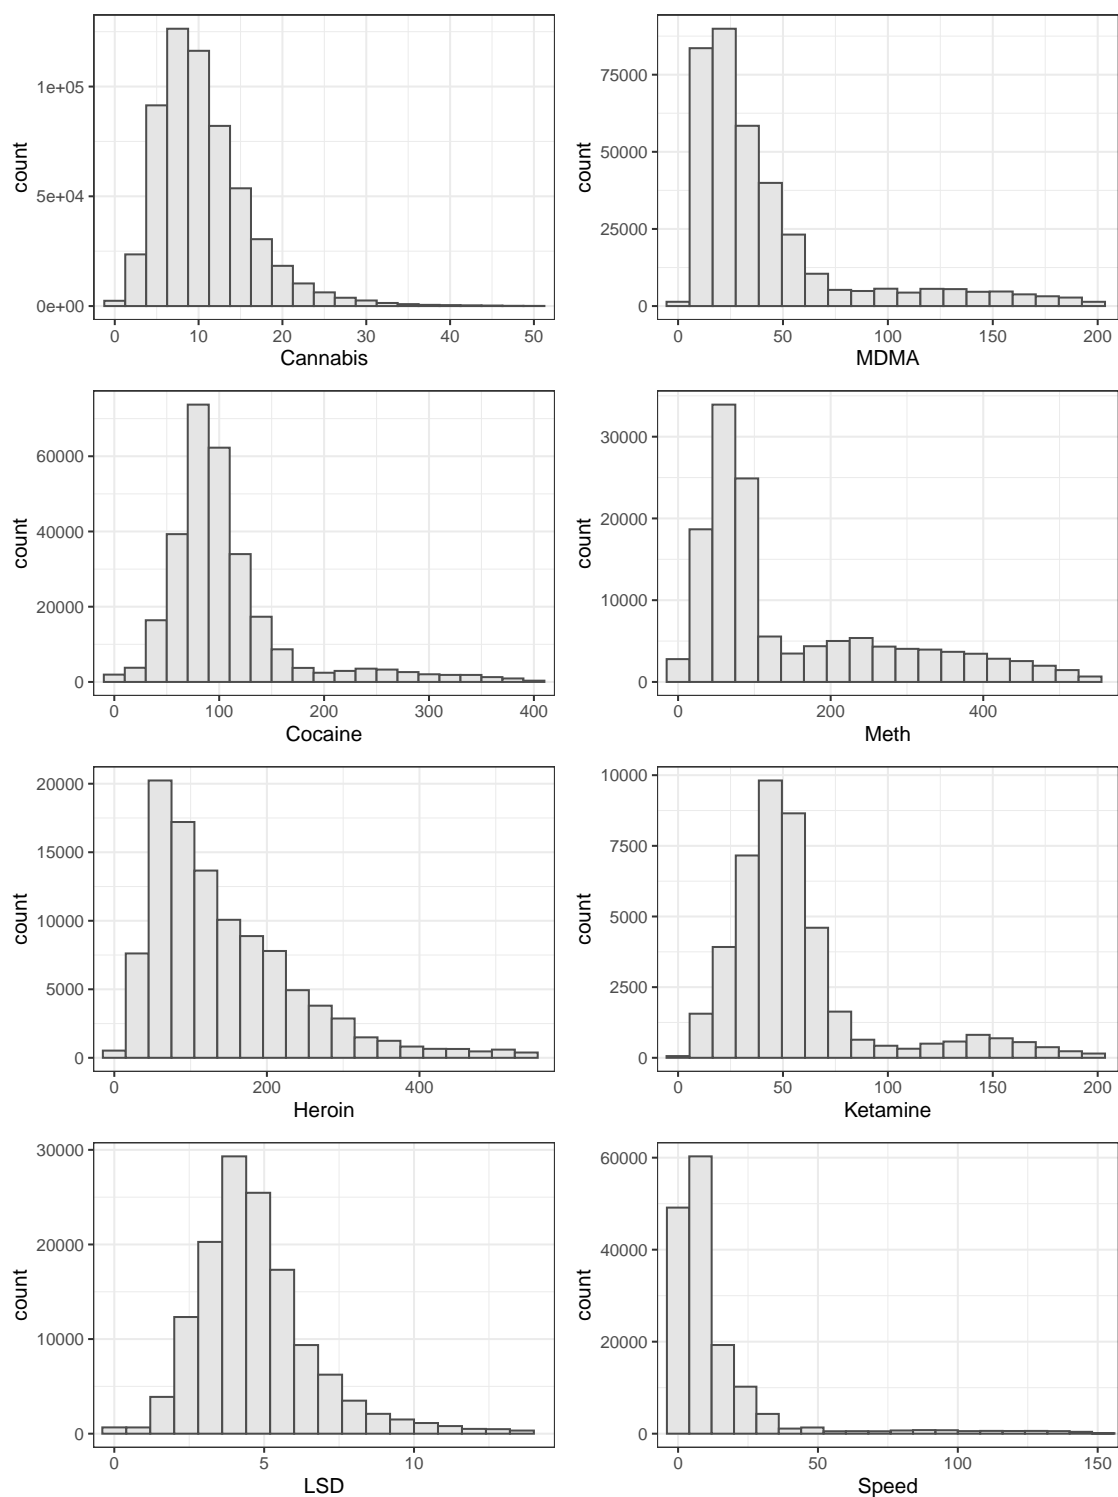 count
1e+05
5e+04
0e+00
0 10 20 30 40 50
Cannabis
count
75000
50000
25000
0
0 50 100 150 200
MDMA
count
60000
40000
20000
0
0 100 200 300 400
Cocaine
count
30000
20000
10000
0
0 200 400
Meth
count
20000
15000
10000
5000
0
0 200 400
Heroin
count
10000
7500
5000
2500
0
0 50 100 150 200
Ketamine
count
30000
20000
10000
0
0 5 10
LSD
count
60000
40000
20000
0
0 50 100 150
Speed